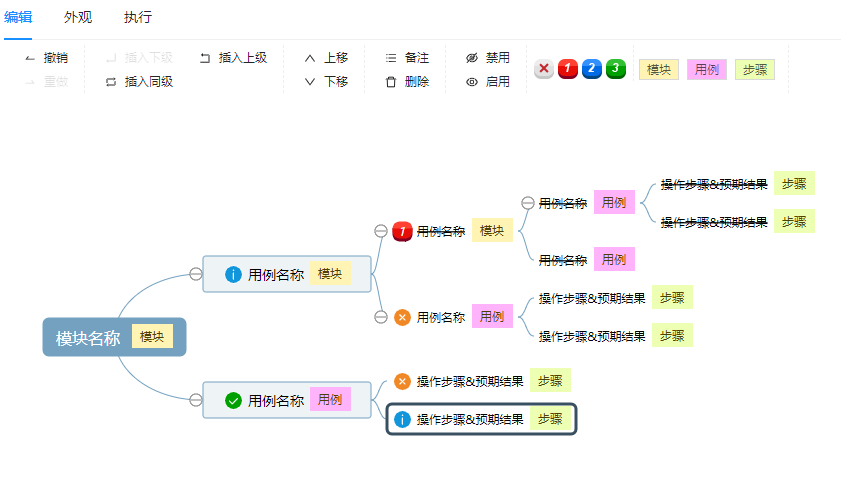 编辑 外观 执行
撤销 插入下级 插入上级 上移 备注 禁用
重做 插入同级 下移 删除 启用
1 2 3 模块 用例 步骤
操作步骤&预期结果 步骤
用例名称 用例
操作步骤&预期结果 步骤
1 用例名称 模块
用例名称 用例
用例名称 模块
操作步骤&预期结果 步骤
用例名称 用例
操作步骤&预期结果 步骤
模块名称 模块
操作步骤&预期结果 步骤
用例名称 用例
操作步骤&预期结果 步骤